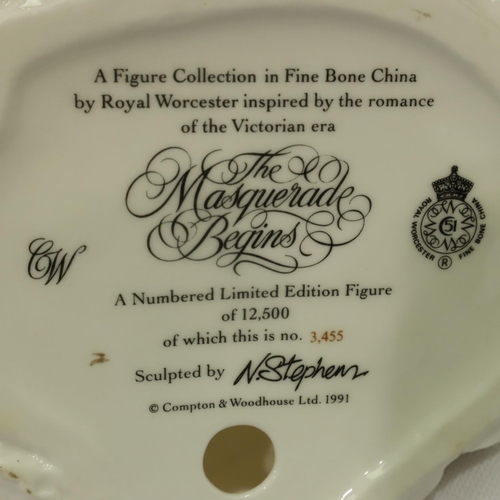 A Figure Collection in Fine Bone China
by Royal Worcester inspired by the romance
of the Victorian era
The
Masquerade
Begins
CW
ROYAL WORCESTER FINE BONE CHINA
51
®
A Numbered Limited Edition Figure
of 12,500
of which this is no. 3,455
Sculpted by N.Stephens
© Compton & Woodhouse Ltd. 1991